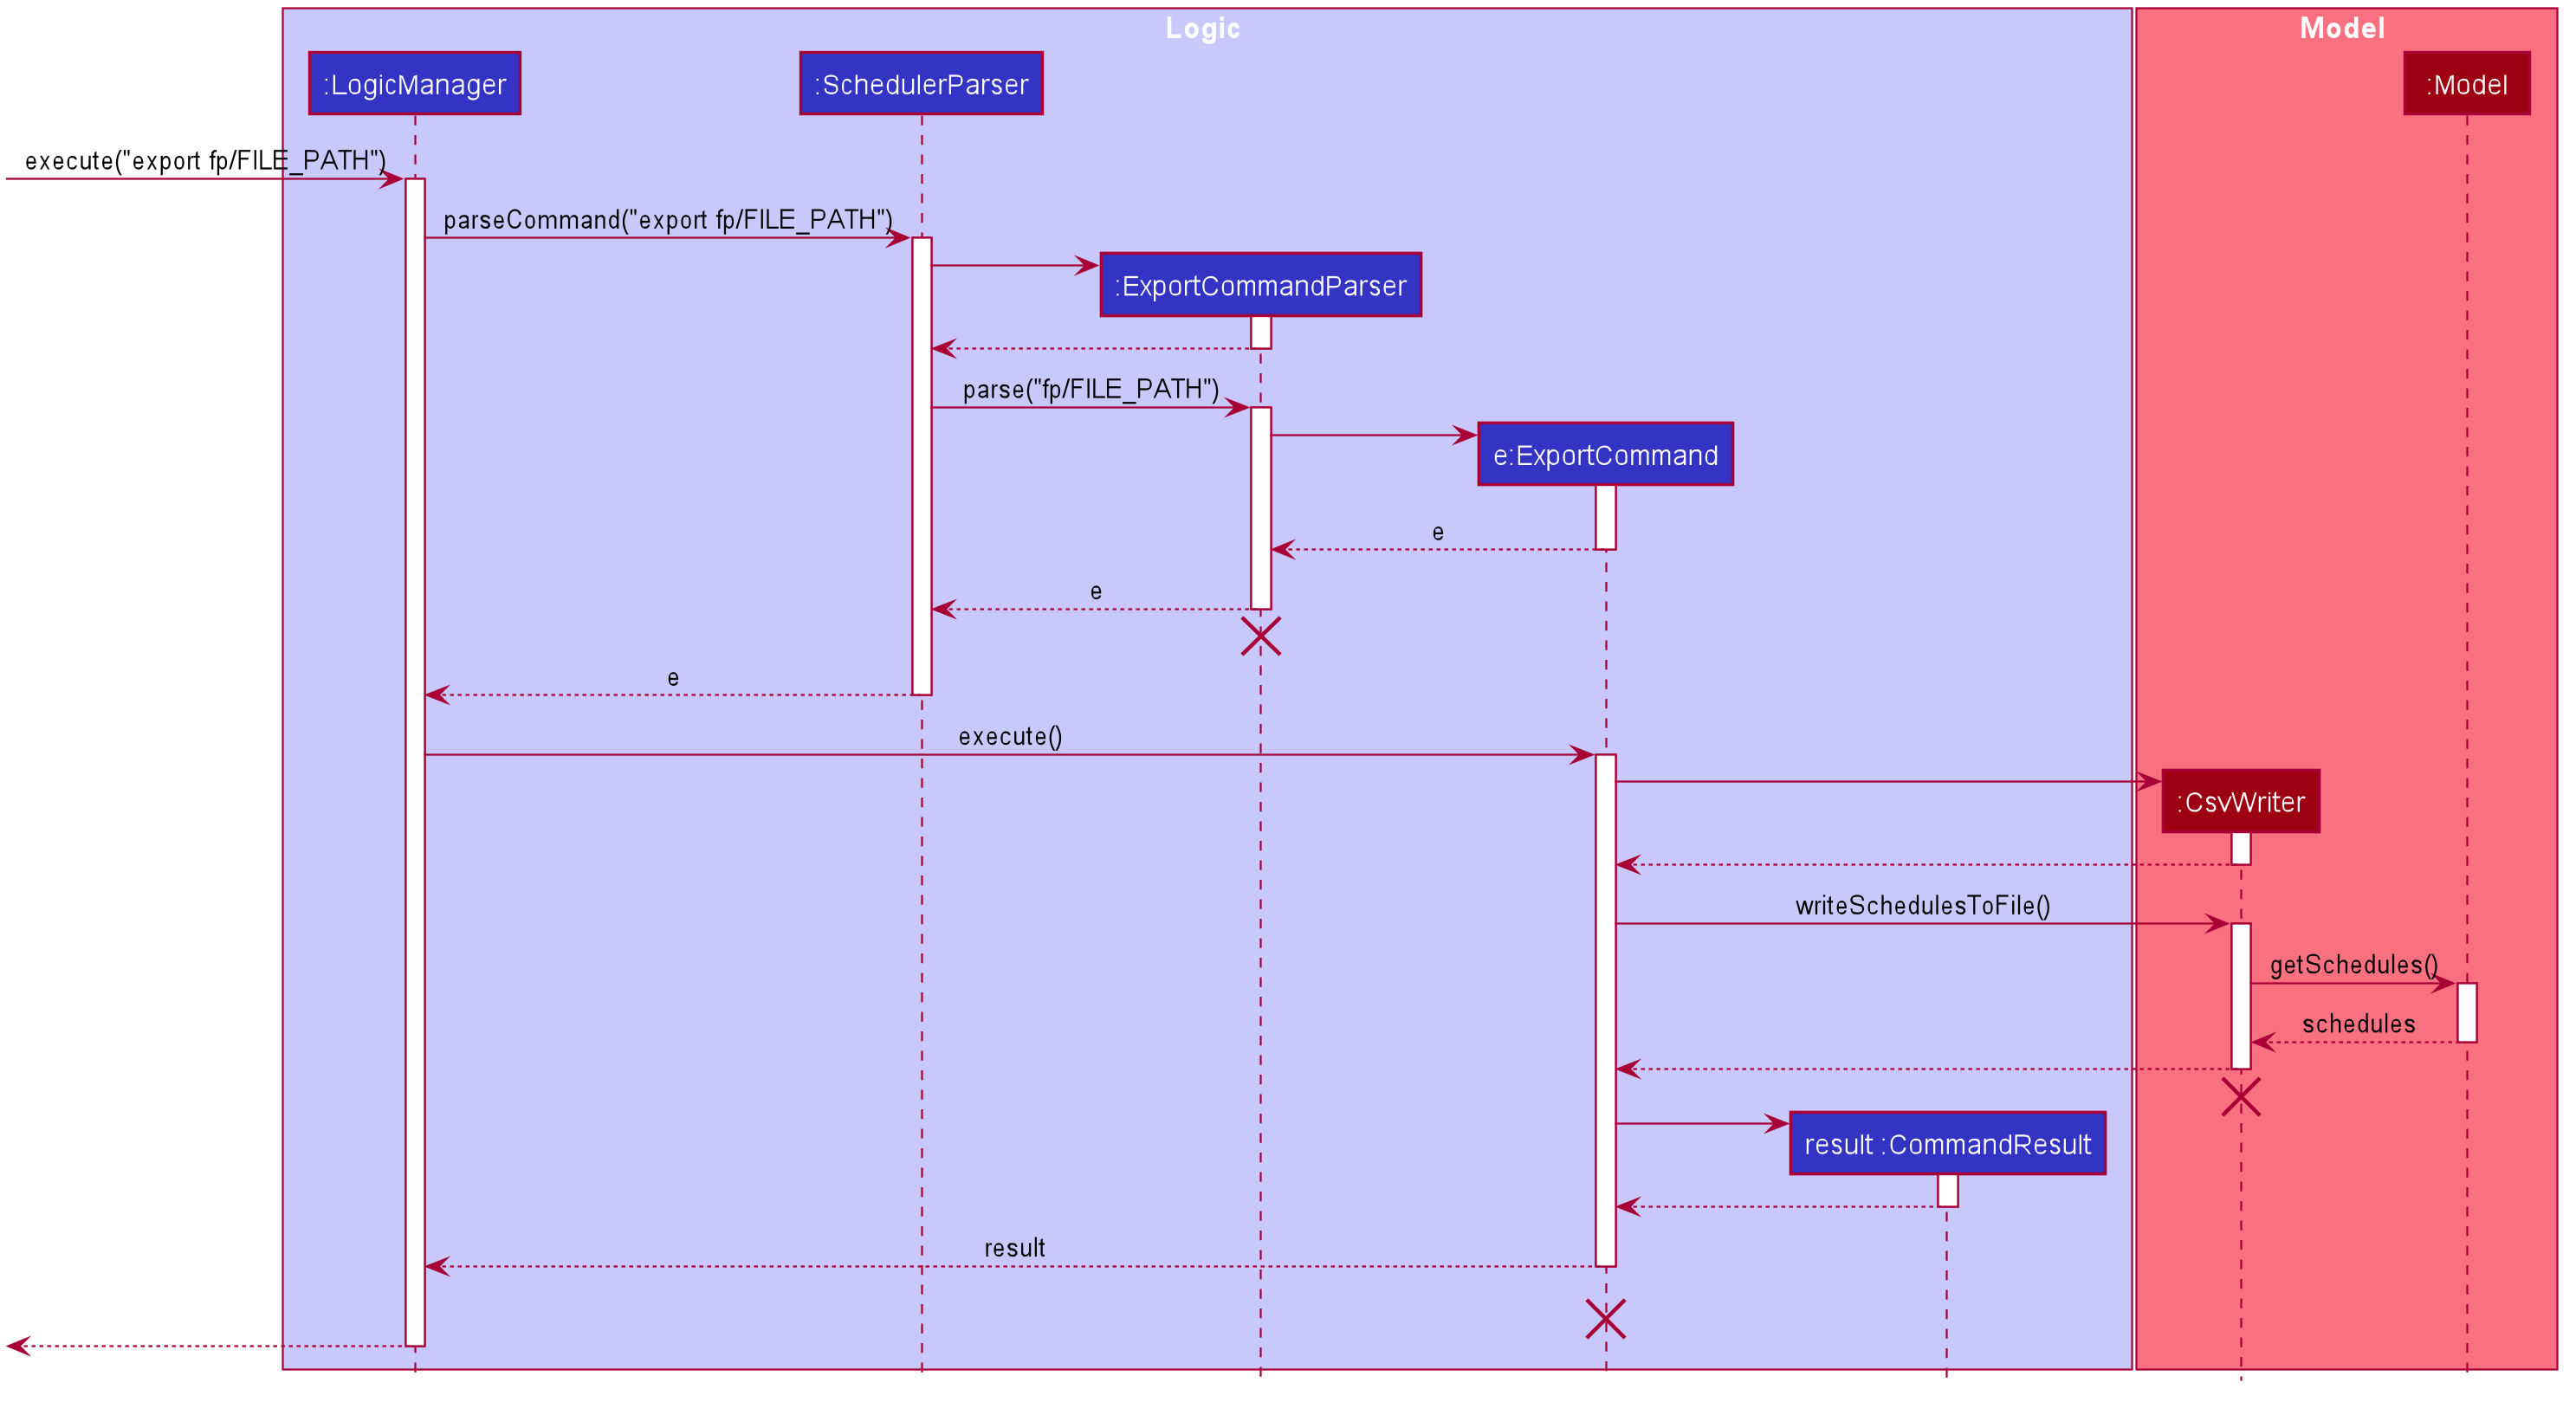 Logic
Model
:LogicManager
:SchedulerParser
:Model
execute("export fp/FILE_PATH")
parseCommand("export fp/FILE_PATH")
:ExportCommandParser
parse("fp/FILE_PATH")
e:ExportCommand
e
e
e
execute()
:CsvWriter
writeSchedulesToFile()
getSchedules()
schedules
result :CommandResult
result